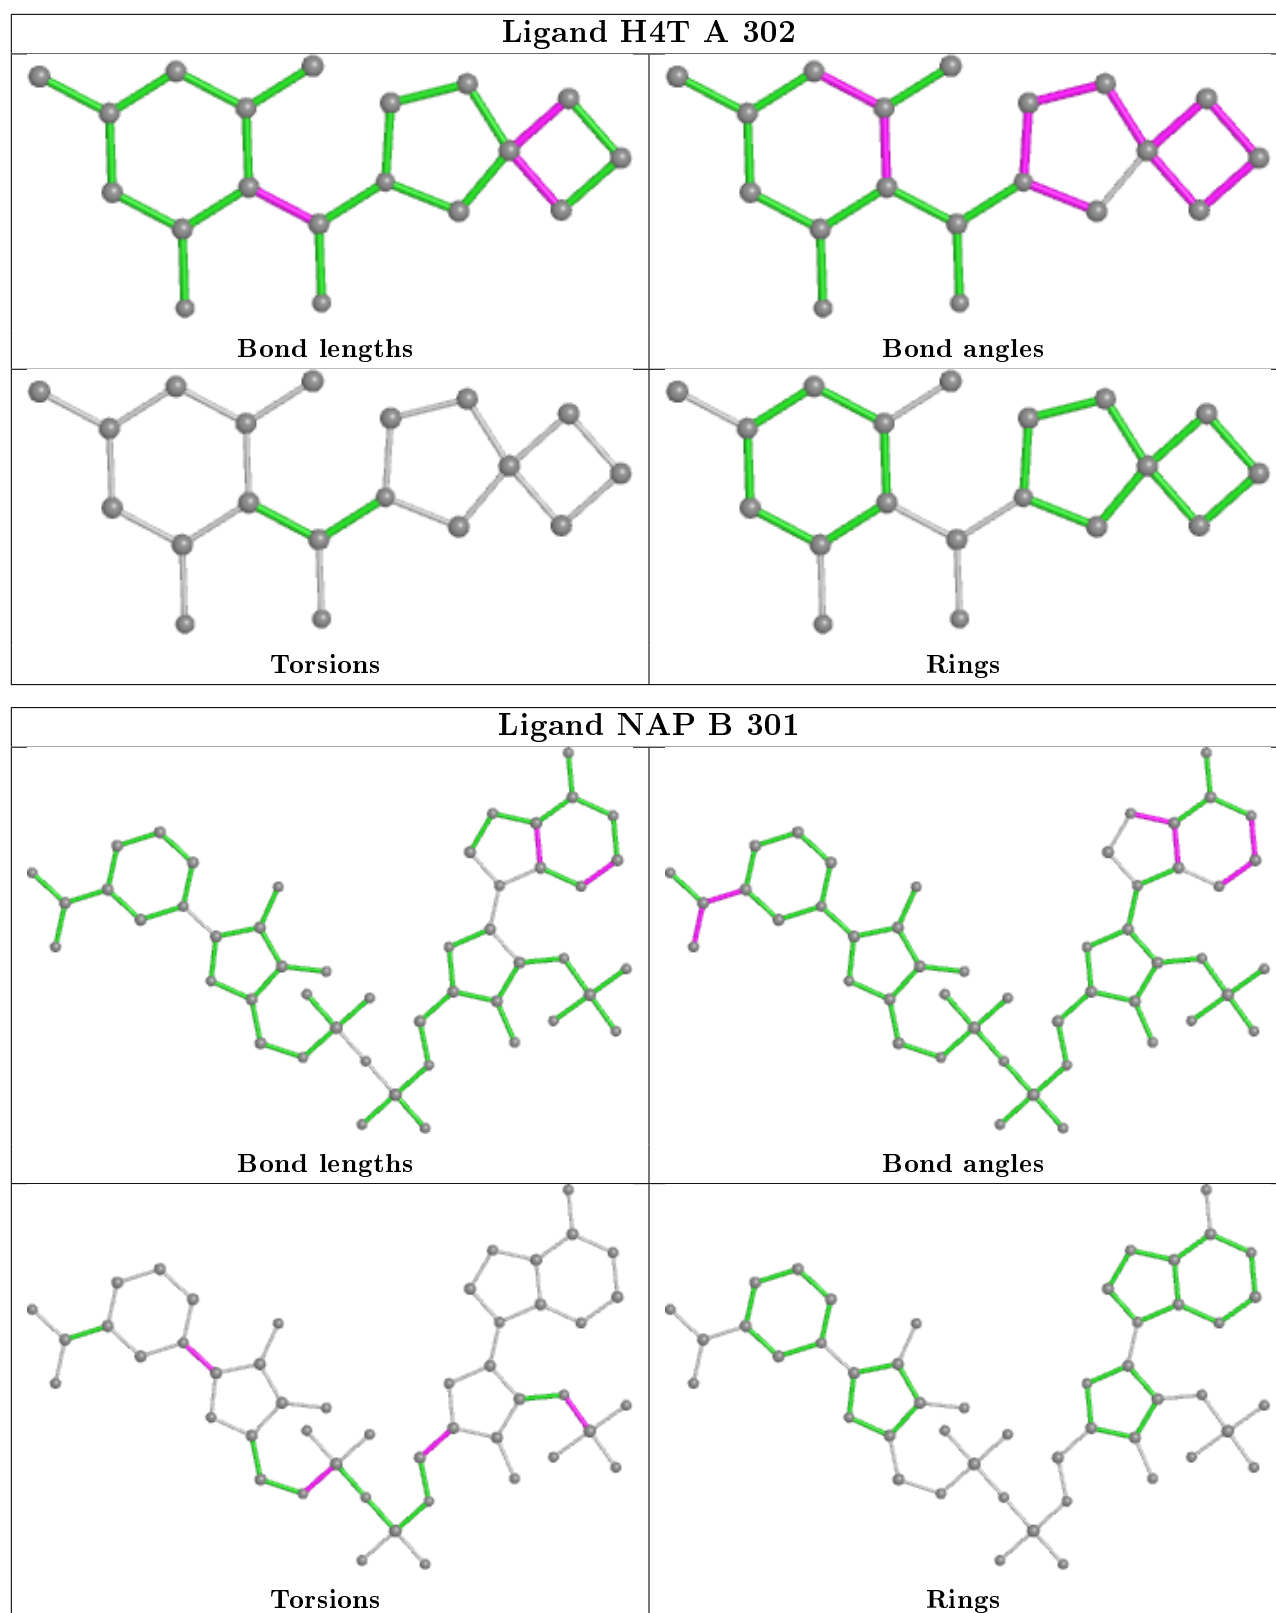 Ligand H4T A 302
Bond lengths
Bond angles
Torsions
Rings
Ligand NAP B 301
Bond lengths
Bond angles
Torsions
Rings